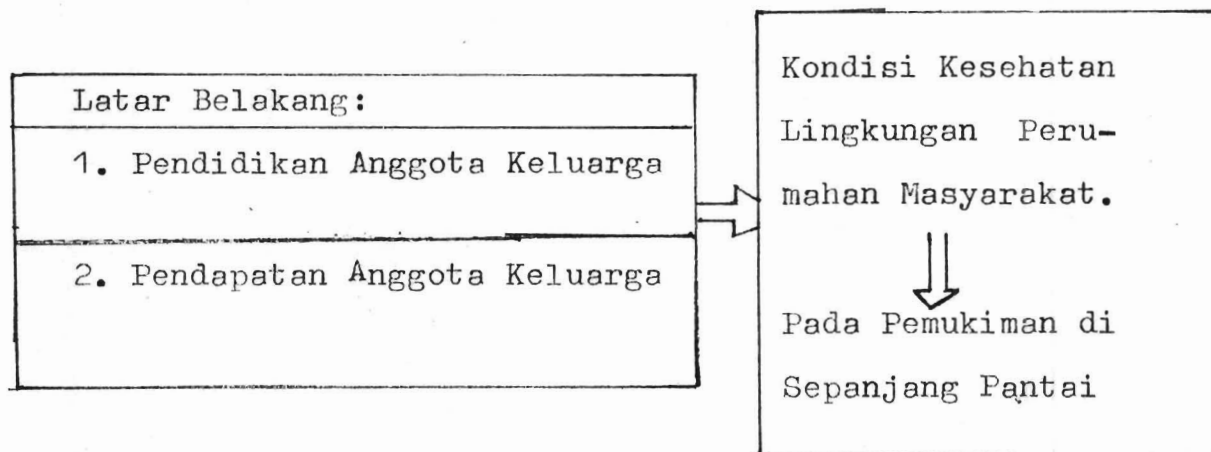 Latar Belakang:
1. Pendidikan Anggota Keluarga
2. Pendapatan Anggota Keluarga
Kondisi Kesehatan
Lingkungan Peru-
mahan Masyarakat.
Pada Pemukiman di
Sepanjang Pantai